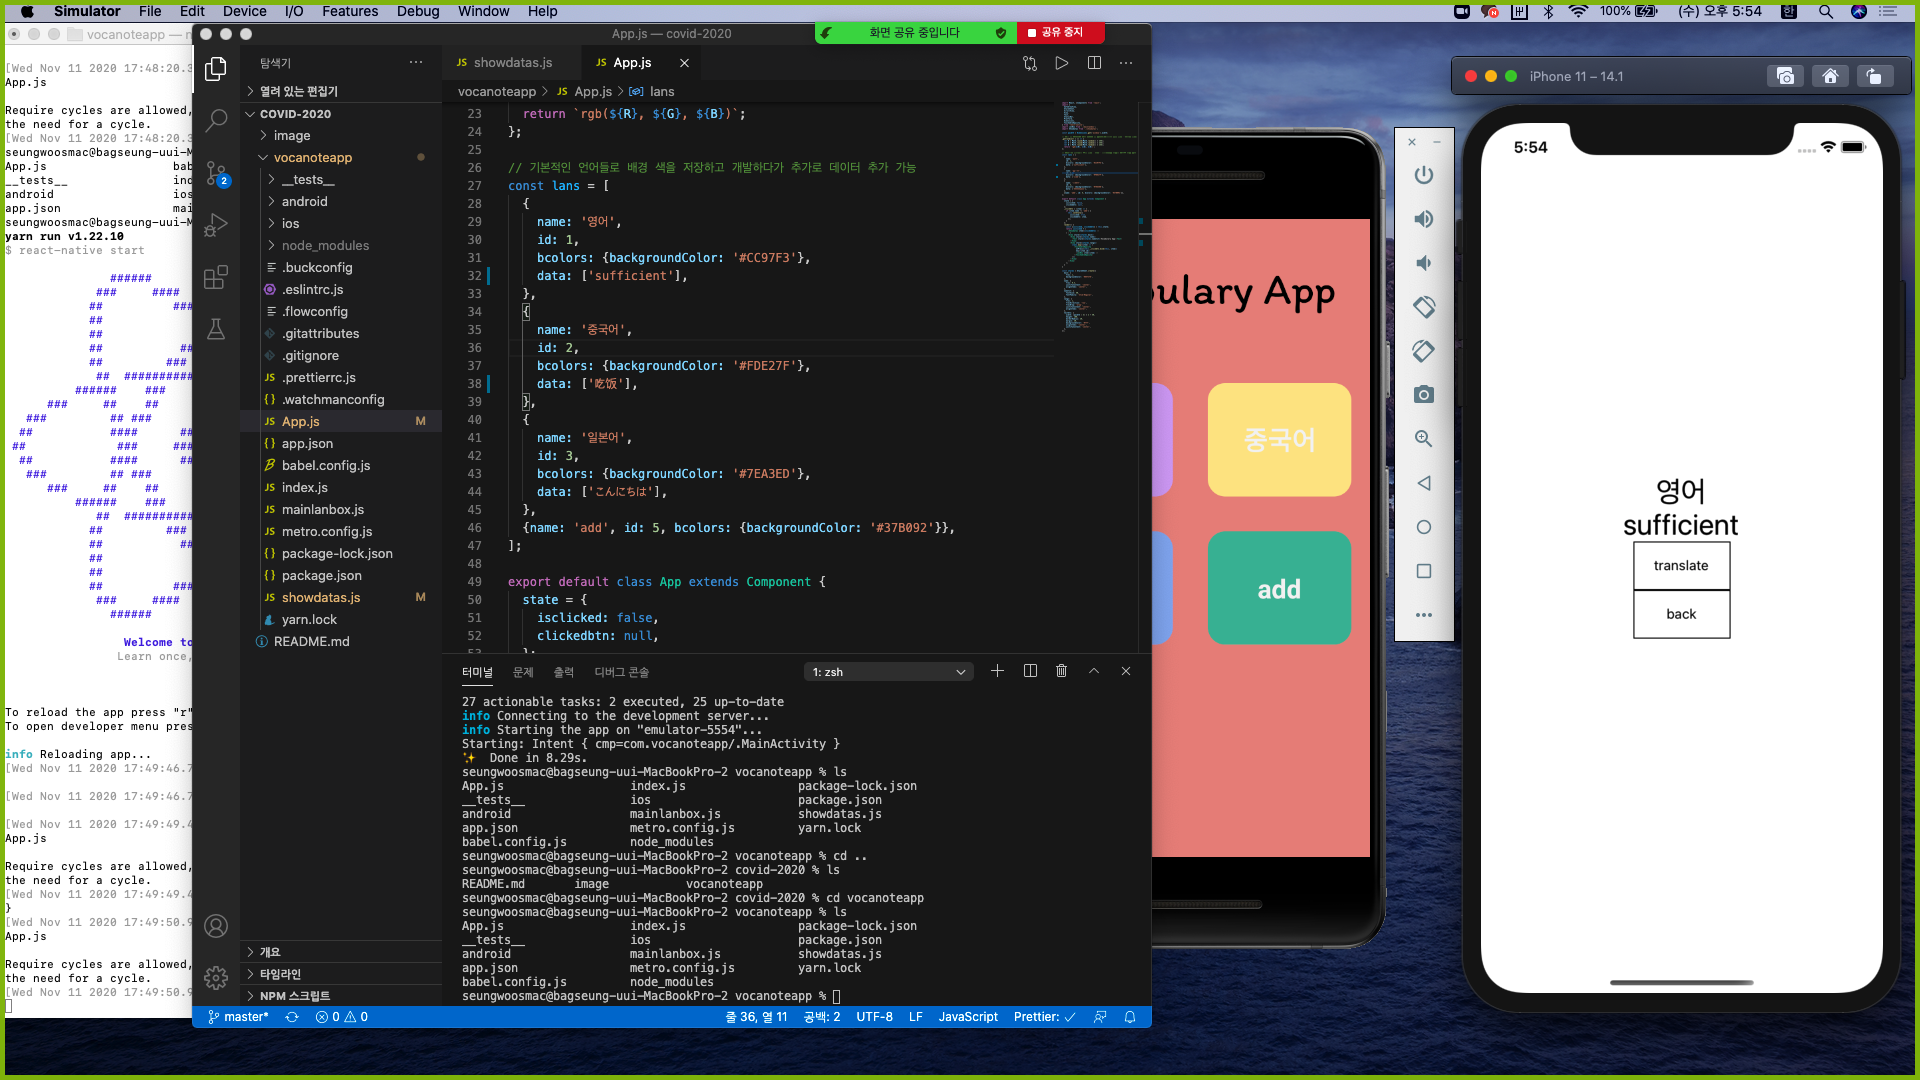 Simulator File Edit Device I/O Features Debug Window Help
100% (수) 오후 5:54 한
vocanoteapp — n
[Wed Nov 11 2020 17:48:20.3
App.js
Require cycles are allowed,
the need for a cycle.
[Wed Nov 11 2020 17:48:20.3
seungwoosmac@bagseung-uui-M
App.js bab
__tests__ ind
android ios
app.json mai
seungwoosmac@bagseung-uui-M
yarn run v1.22.10
$ react-native start
######
### ####
## ###
##
##
## ##
## ###
## ##########
###### ###
### ## ##
### ## ###
## #### ##
## ### ###
## #### ##
### ## ###
### ## ##
###### ###
## ##########
## ##
##
##
## ###
### ####
######
Welcome to
Learn once,
To reload the app press "r"
To open developer menu pres
info Reloading app...
[Wed Nov 11 2020 17:49:46.7
[Wed Nov 11 2020 17:49:46.7
[Wed Nov 11 2020 17:49:49.4
App.js
Require cycles are allowed,
the need for a cycle.
[Wed Nov 11 2020 17:49:49.4
}
[Wed Nov 11 2020 17:49:50.9
App.js
Require cycles are allowed,
the need for a cycle.
[Wed Nov 11 2020 17:49:50.9
App.js — covid-2020
화면 공유 중입니다
공유 중지
탐색기
열려 있는 편집기
COVID-2020
image
vocanoteapp
__tests__
android
ios
node_modules
.buckconfig
.eslintrc.js
.flowconfig
.gitattributes
.gitignore
.prettierrc.js
.watchmanconfig
App.js M
app.json
babel.config.js
index.js
mainlanbox.js
metro.config.js
package-lock.json
package.json
showdatas.js M
yarn.lock
README.md
개요
타임라인
NPM 스크립트
2
JS showdatas.js JS App.js
vocanoteapp > JS App.js > lans
23 return `rgb(${R}, ${G}, ${B})`;
24 };
25
26 // 기본적인 언어들로 배경 색을 저장하고 개발하다가 추가로 데이터 추가 가능
27 const lans = [
28 {
29 name: '영어',
30 id: 1,
31 bcolors: {backgroundColor: '#CC97F3'},
32 data: ['sufficient'],
33 },
34 {
35 name: '중국어',
36 id: 2,
37 bcolors: {backgroundColor: '#FDE27F'},
38 data: ['吃饭'],
39 },
40 {
41 name: '일본어',
42 id: 3,
43 bcolors: {backgroundColor: '#7EA3ED'},
44 data: ['こんにちは'],
45 },
46 {name: 'add', id: 5, bcolors: {backgroundColor: '#37B092'}},
47 ];
48
49 export default class App extends Component {
50 state = {
51 isclicked: false,
52 clickedbtn: null,
53 };
터미널 문제 출력 디버그 콘솔 1: zsh
27 actionable tasks: 2 executed, 25 up-to-date
info Connecting to the development server...
info Starting the app on "emulator-5554"...
Starting: Intent { cmp=com.vocanoteapp/.MainActivity }
✨ Done in 8.29s.
seungwoosmac@bagseung-uui-MacBookPro-2 vocanoteapp % ls
App.js index.js package-lock.json
__tests__ ios package.json
android mainlanbox.js showdatas.js
app.json metro.config.js yarn.lock
babel.config.js node_modules
seungwoosmac@bagseung-uui-MacBookPro-2 vocanoteapp % cd ..
seungwoosmac@bagseung-uui-MacBookPro-2 covid-2020 % ls
README.md image vocanoteapp
seungwoosmac@bagseung-uui-MacBookPro-2 covid-2020 % cd vocanoteapp
seungwoosmac@bagseung-uui-MacBookPro-2 vocanoteapp % ls
App.js index.js package-lock.json
__tests__ ios package.json
android mainlanbox.js showdatas.js
app.json metro.config.js yarn.lock
babel.config.js node_modules
seungwoosmac@bagseung-uui-MacBookPro-2 vocanoteapp %
master* 0 0 줄 36, 열 11 공백: 2 UTF-8 LF JavaScript Prettier: ✓
bulary App
중국어
add
iPhone 11 – 14.1
5:54
영어
sufficient
translate
back